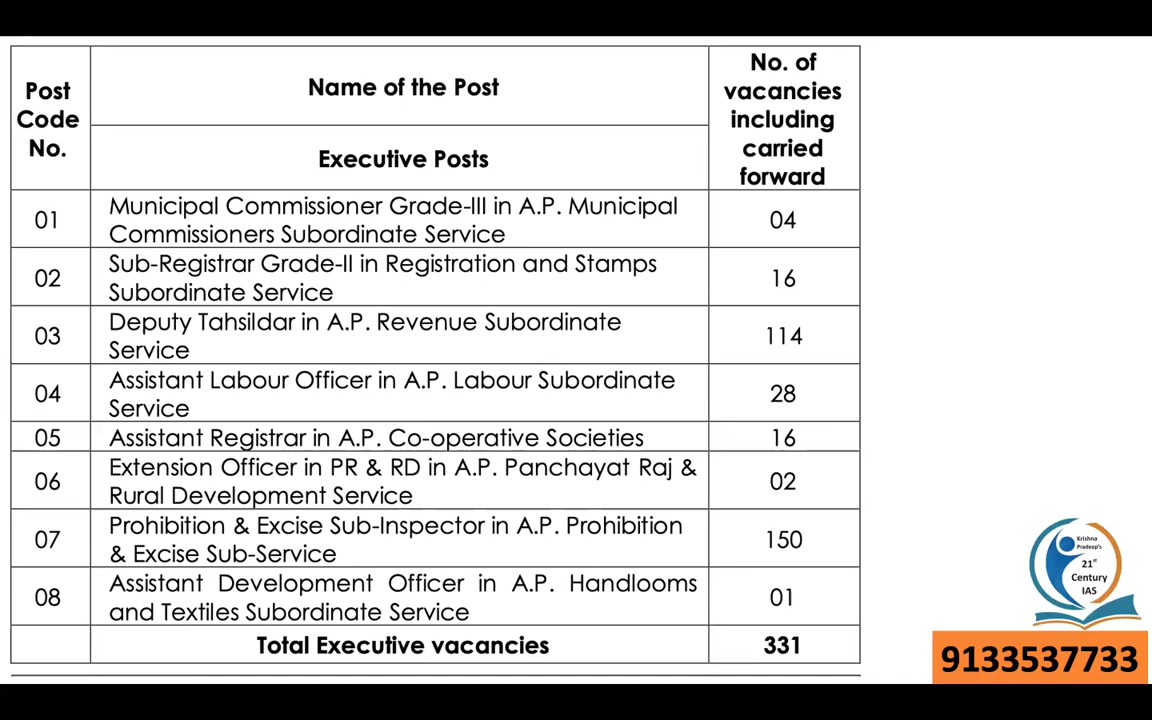 Post
Code
No.
Name of the Post
Executive Posts
No. of
vacancies
including
carried
forward
01
Municipal Commissioner Grade-III in A.P. Municipal
Commissioners Subordinate Service
04
02
Sub-Registrar Grade-II in Registration and Stamps
Subordinate Service
16
03
Deputy Tahsildar in A.P. Revenue Subordinate
Service
114
04
Assistant Labour Officer in A.P. Labour Subordinate
Service
28
05
Assistant Registrar in A.P. Co-operative Societies
16
06
Extension Officer in PR & RD in A.P. Panchayat Raj &
Rural Development Service
02
07
Prohibition & Excise Sub-Inspector in A.P. Prohibition
& Excise Sub-Service
150
08
Assistant Development Officer in A.P. Handlooms
and Textiles Subordinate Service
01
Total Executive vacancies
331
Krishna
Pradeep's
21st
Century
IAS
9133537733